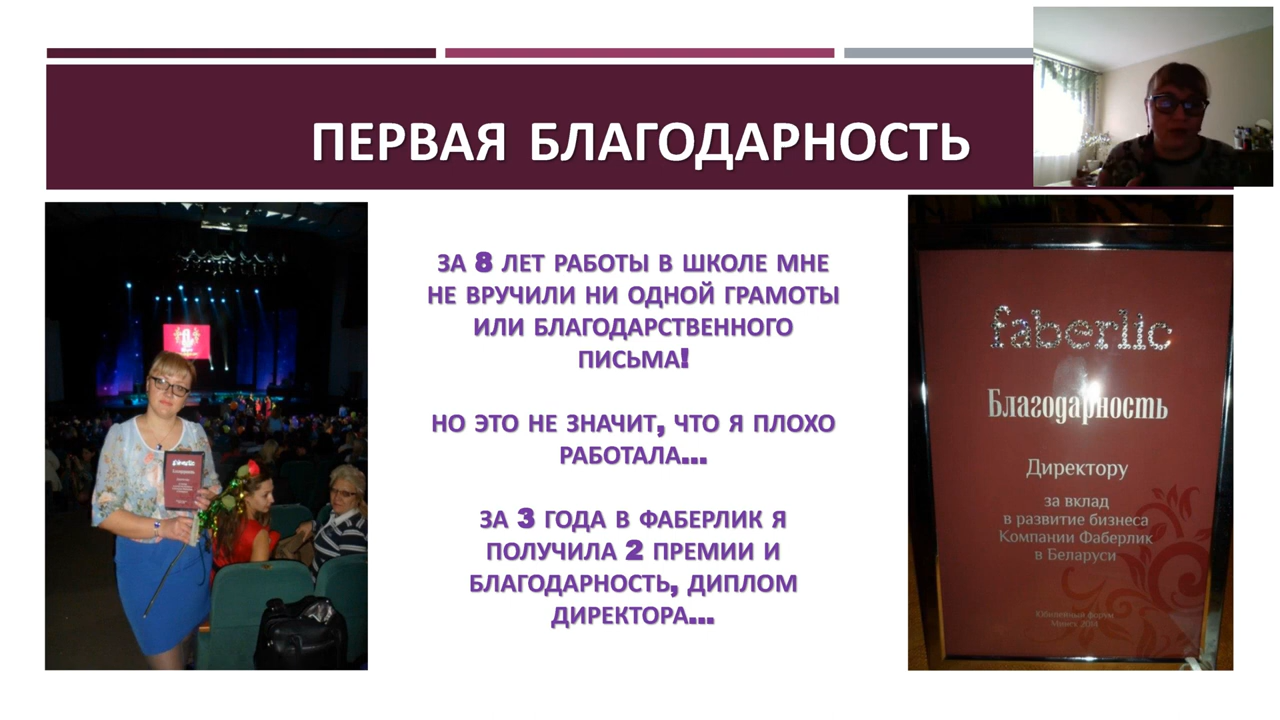 ПЕРВАЯ БЛАГОДАРНОСТЬ
ЗА 8 ЛЕТ РАБОТЫ В ШКОЛЕ МНЕ
НЕ ВРУЧИЛИ НИ ОДНОЙ ГРАМОТЫ
ИЛИ БЛАГОДАРСТВЕННОГО
ПИСЬМА!
НО ЭТО НЕ ЗНАЧИТ, ЧТО Я ПЛОХО
РАБОТАЛА...
ЗА 3 ГОДА В ФАБЕРЛИК Я
ПОЛУЧИЛА 2 ПРЕМИИ И
БЛАГОДАРНОСТЬ, ДИПЛОМ
ДИРЕКТОРА...
faberlic
Благодарность
Директору
за вклад
в развитие бизнеса
Компании Фаберлик
в Беларуси
Юбилейный форум
Минск 2014